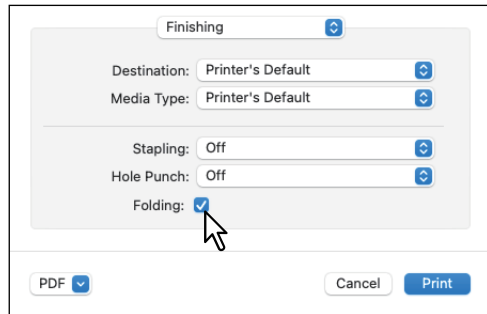 Finishing
Destination: Printer's Default
Media Type: Printer's Default
Stapling: Off
Hole Punch: Off
Folding:
PDF Cancel Print